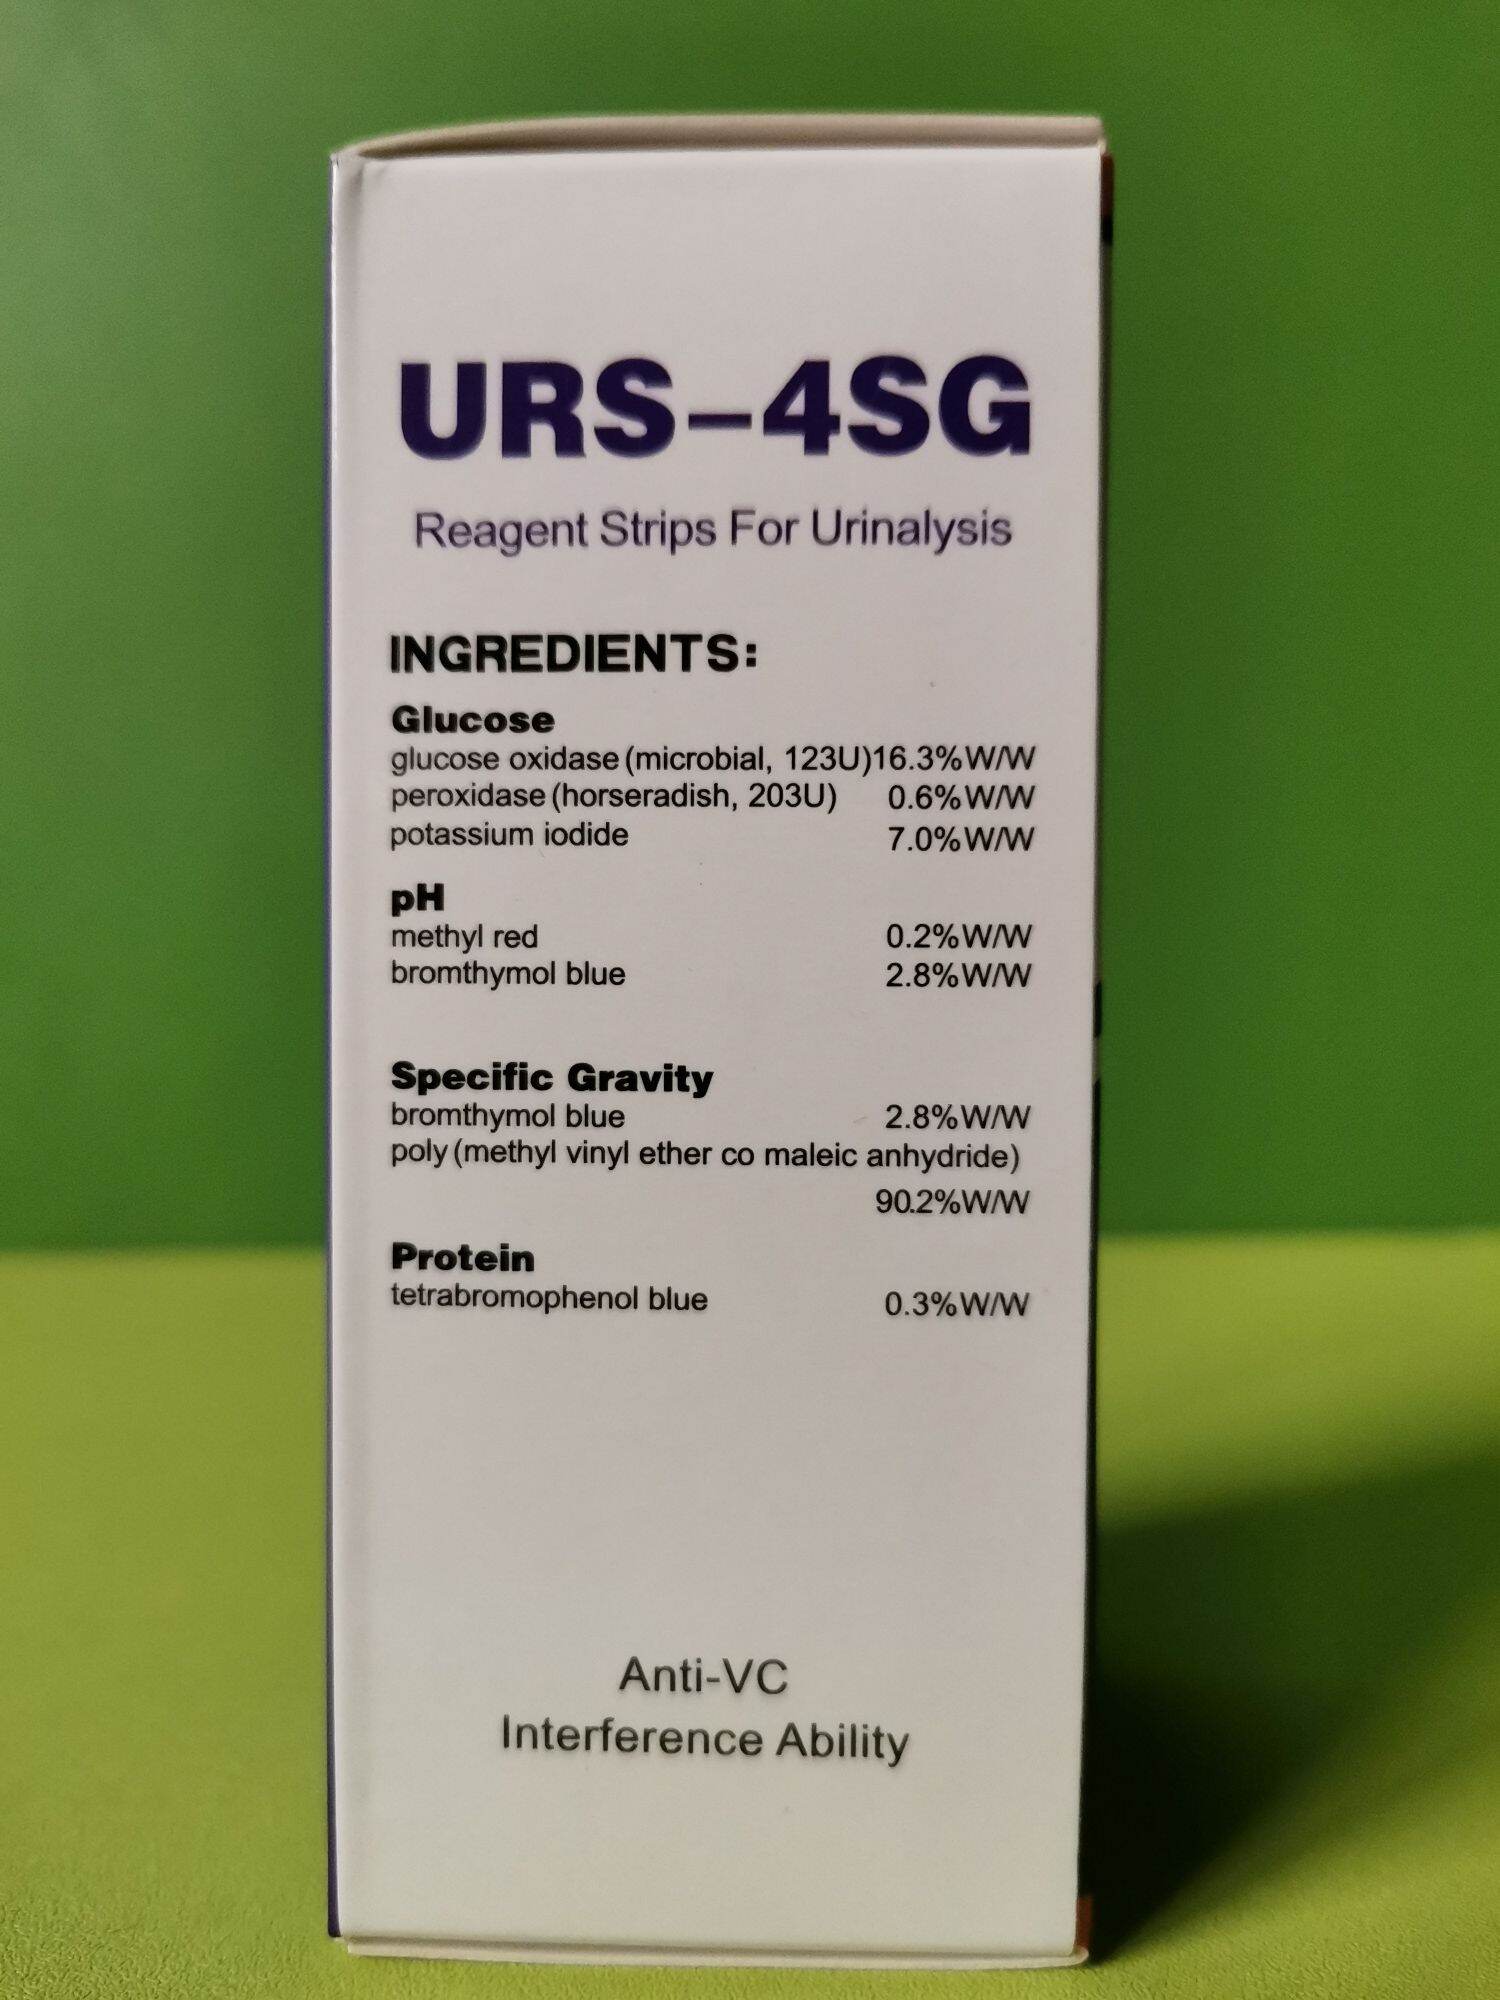 URS-4SG
Reagent Strips For Urinalysis
INGREDIENTS:
Glucose
glucose oxidase (microbial, 123U) 16.3%W/W
peroxidase (horseradish, 203U) 0.6%W/W
potassium iodide 7.0%W/W
pH
methyl red 0.2%W/W
bromthymol blue 2.8%W/W
Specific Gravity
bromthymol blue 2.8%W/W
poly (methyl vinyl ether co maleic anhydride)
90.2%W/W
Protein
tetrabromophenol blue 0.3%W/W
Anti-VC
Interference Ability